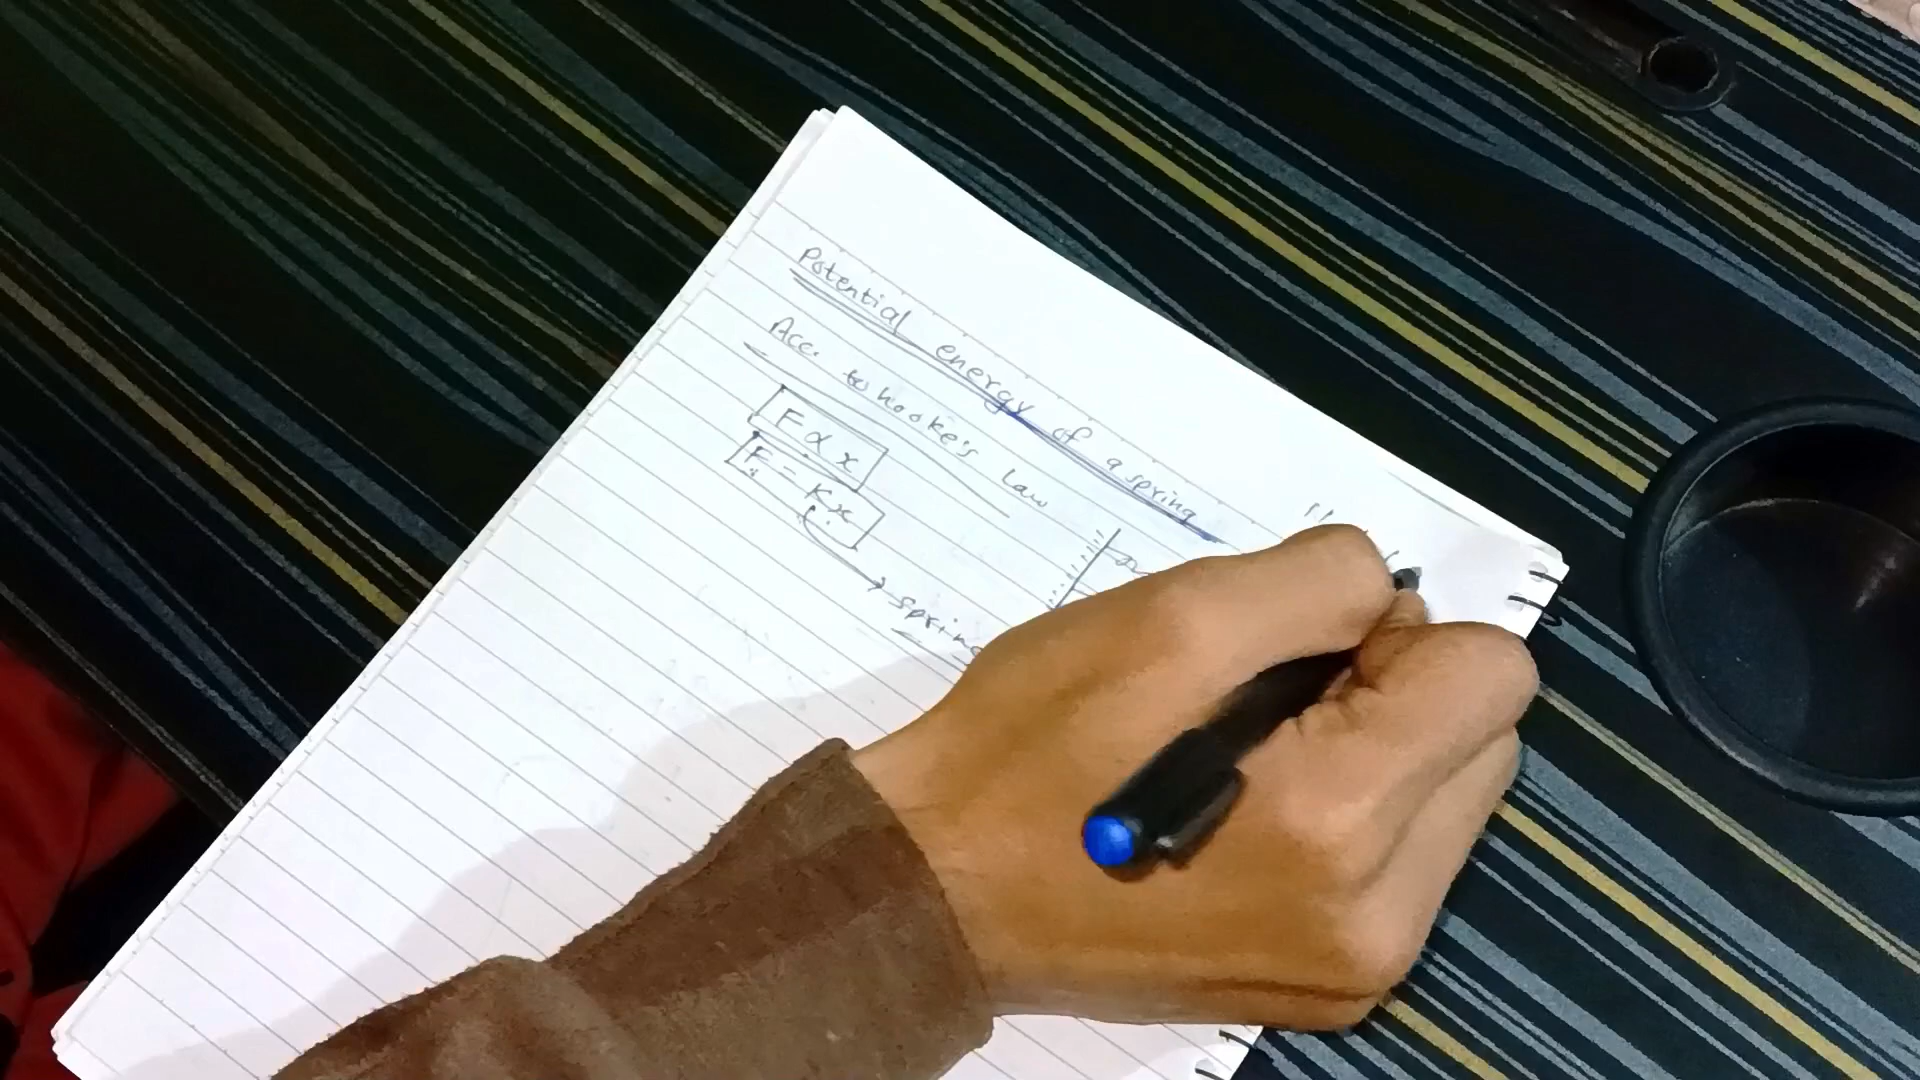 Potential energy of a spring
Acc. to hooke's law
F ∝ x
F = Kx
spring